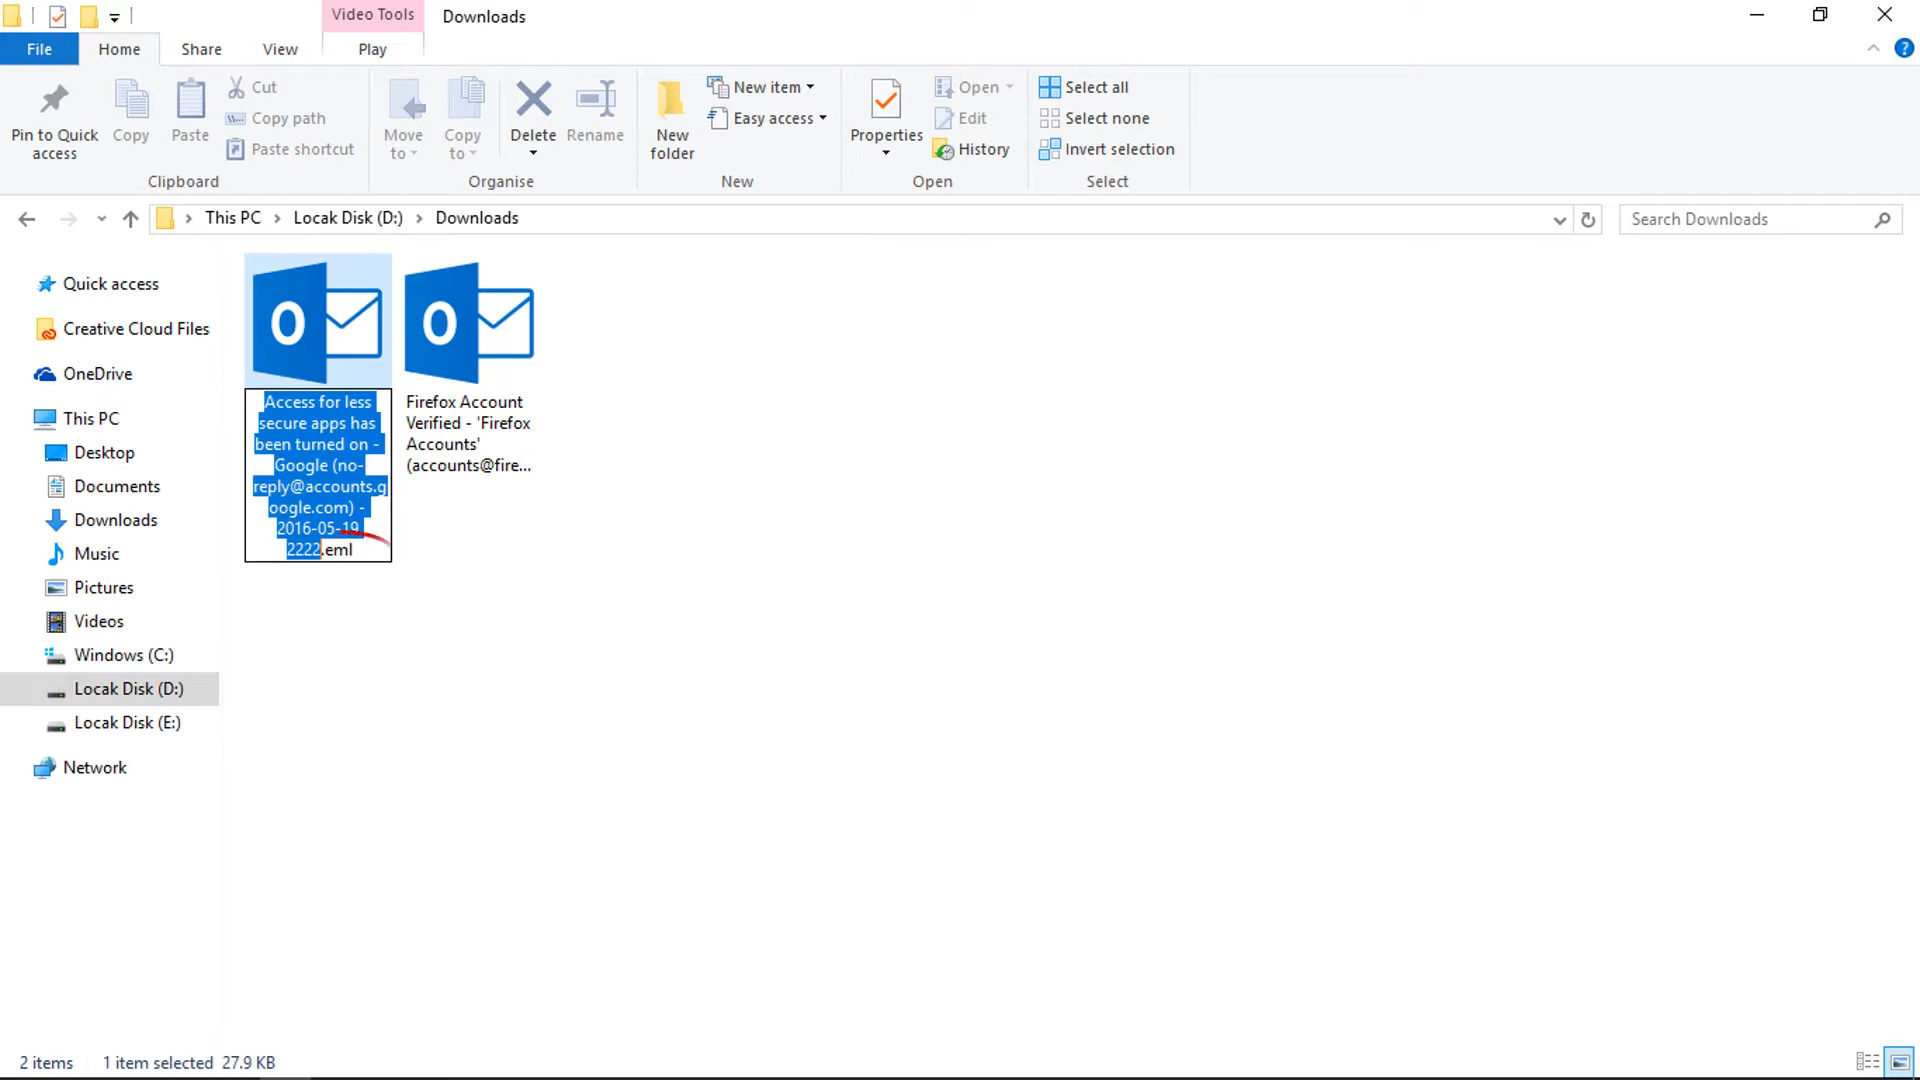 Video Tools
Downloads
File
Home
Share
View
Play
Pin to Quick
access
Copy
Paste
Cut
Copy path
Paste shortcut
Clipboard
Move
to
Copy
to
Delete
Rename
Organise
New
folder
New item
Easy access
New
Properties
Open
Edit
History
Open
Select all
Select none
Invert selection
Select
This PC
Locak Disk (D:)
Downloads
Search Downloads
Quick access
Creative Cloud Files
OneDrive
This PC
Desktop
Documents
Downloads
Music
Pictures
Videos
Windows (C:)
Locak Disk (D:)
Locak Disk (E:)
Network
Access for less
secure apps has
been turned on -
Google (no-
reply@accounts.g
oogle.com) -
2016-05-19
2222.eml
Firefox Account
Verified - 'Firefox
Accounts'
(accounts@fire...
2 items
1 item selected 27.9 KB